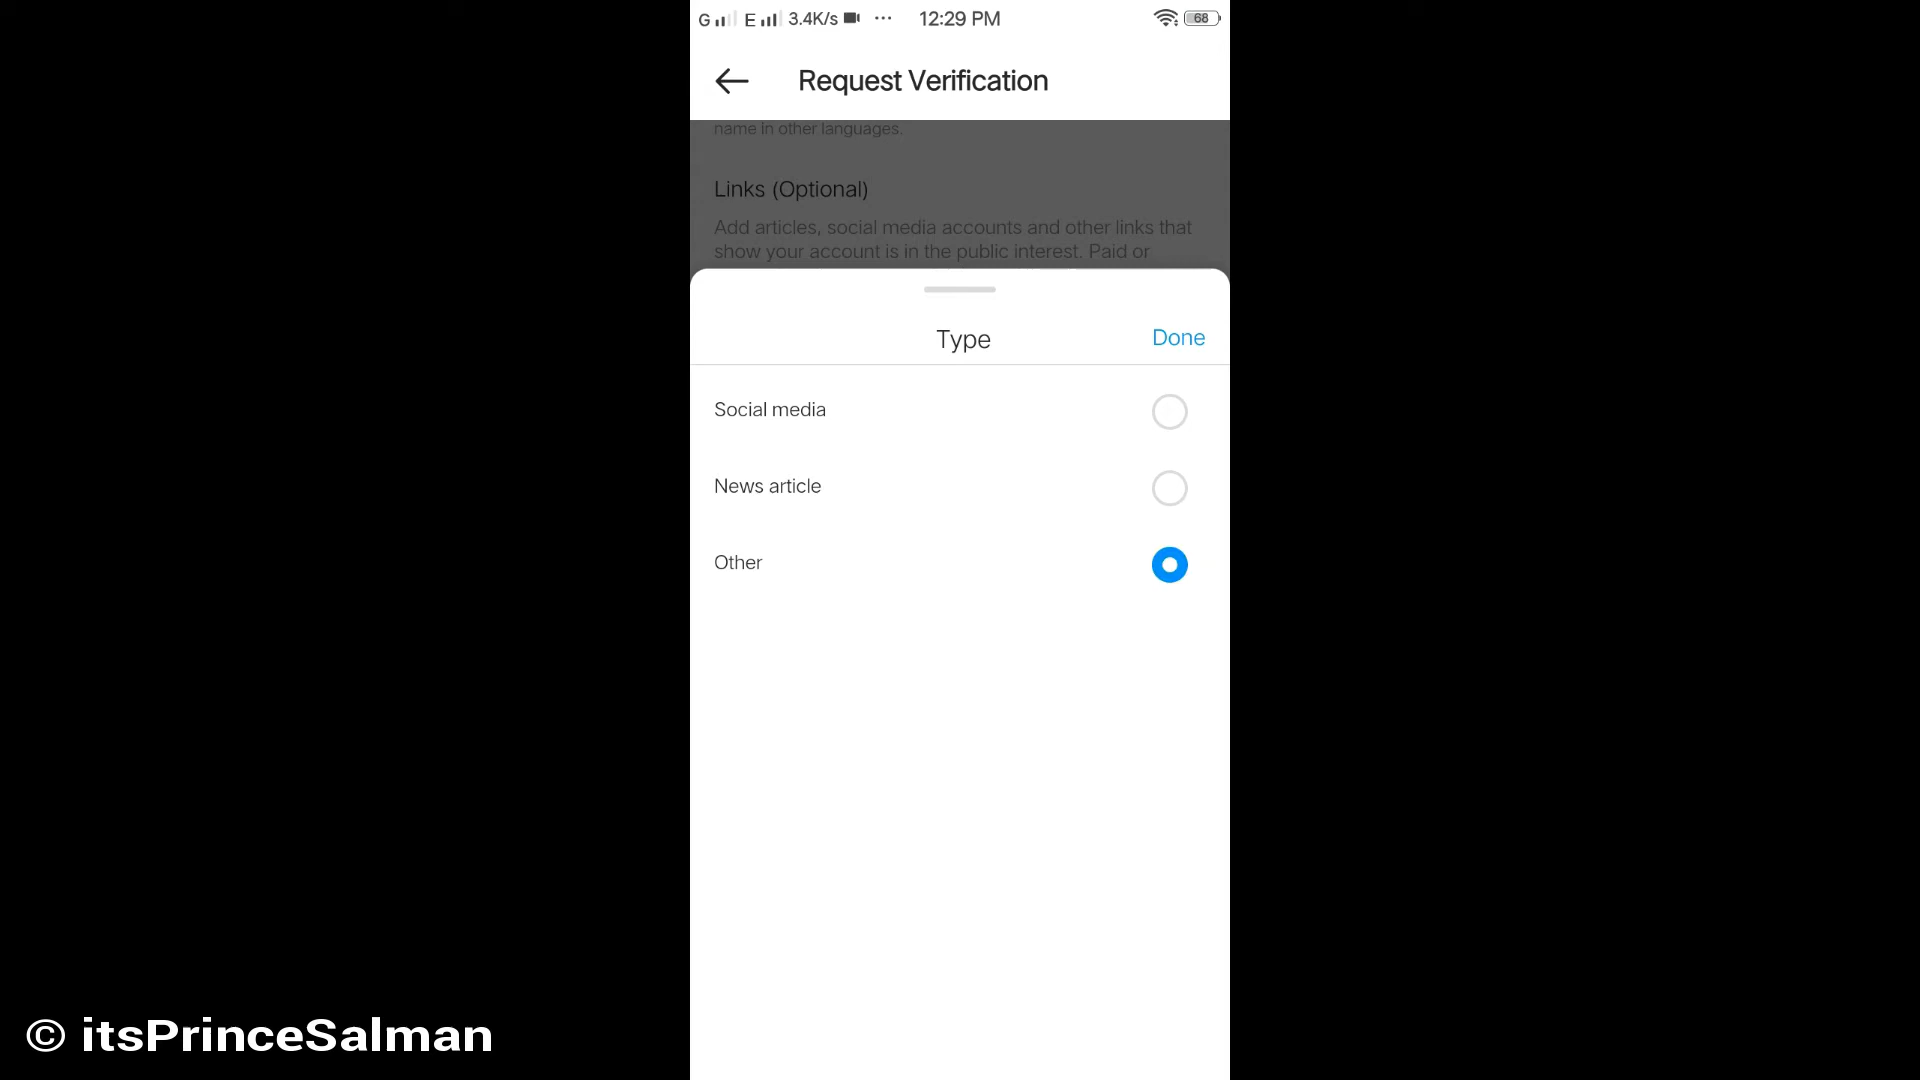 G E 3.4K/s ... 12:29 PM 68
Request Verification
name in other languages.
Links (Optional)
Add articles, social media accounts and other links that
show your account is in the public interest. Paid or
Type Done
Social media
News article
Other
© itsPrinceSalman